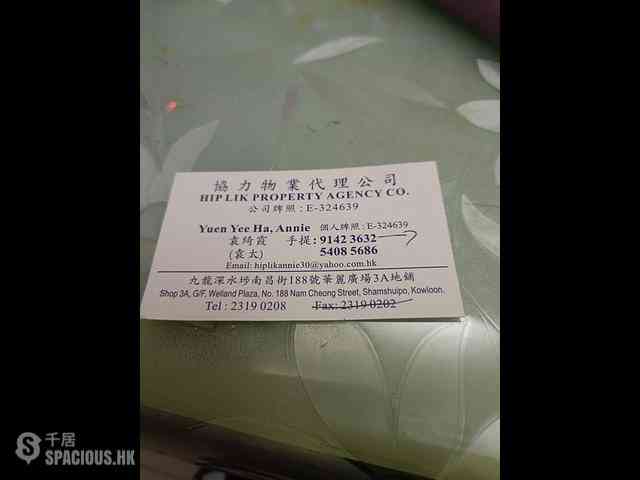 協力物業代理公司
HIP LIK PROPERTY AGENCY CO.
公司牌照 : E-324639
Yuen Yee Ha, Annie 個人牌照 : E-324639
袁綺霞 手提 : 9142 3632
(袁太) 5408 5686
Email: hiplikannie30@yahoo.com.hk
九龍深水埗南昌街188號華麗廣場3A地舖
Shop 3A, G/F, Welland Plaza, No. 188 Nam Cheong Street, Shamshuipo, Kowloon.
Tel : 2319 0208 Fax: 2319 0202
千居
SPACIOUS.HK